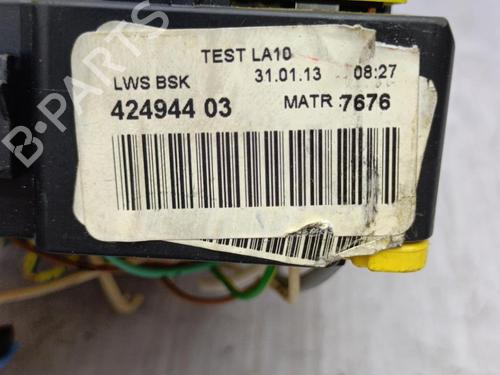 TEST LA10
LWS BSK 31.01.13 08:27
424944 03 MATR :7676
B-PARTS